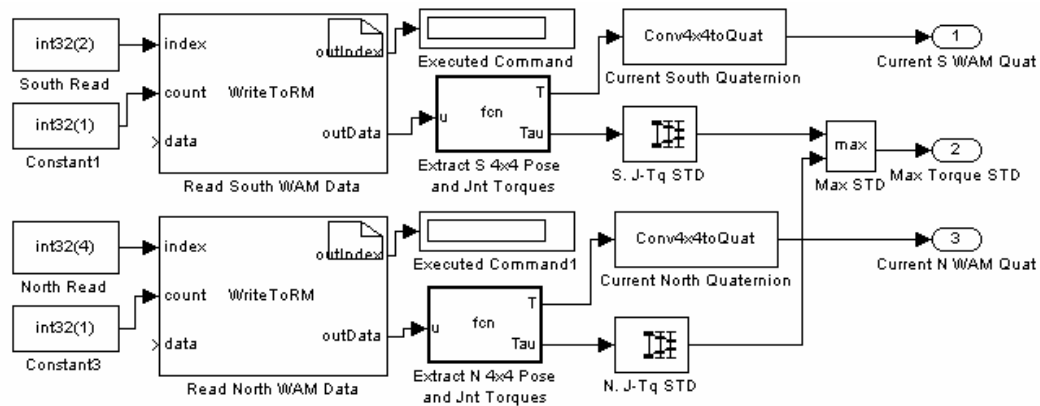 int32(2)
South Read
int32(1)
Constant1
index
count
data
WriteToRM
outIndex
outData
Read South WAM Data
Executed Command
u
fcn
T
Tau
Extract S 4x4 Pose
and Jnt Torques
Conv4x4toQuat
Current South Quaternion
S. J-Tq STD
max
Max STD
1
Current S WAM Quat
2
Max Torque STD
int32(4)
North Read
int32(1)
Constant3
index
count
data
WriteToRM
outIndex
outData
Read North WAM Data
Executed Command1
u
fcn
T
Tau
Extract N 4x4 Pose
and Jnt Torques
Conv4x4toQuat
Current North Quaternion
N. J-Tq STD
3
Current N WAM Quat